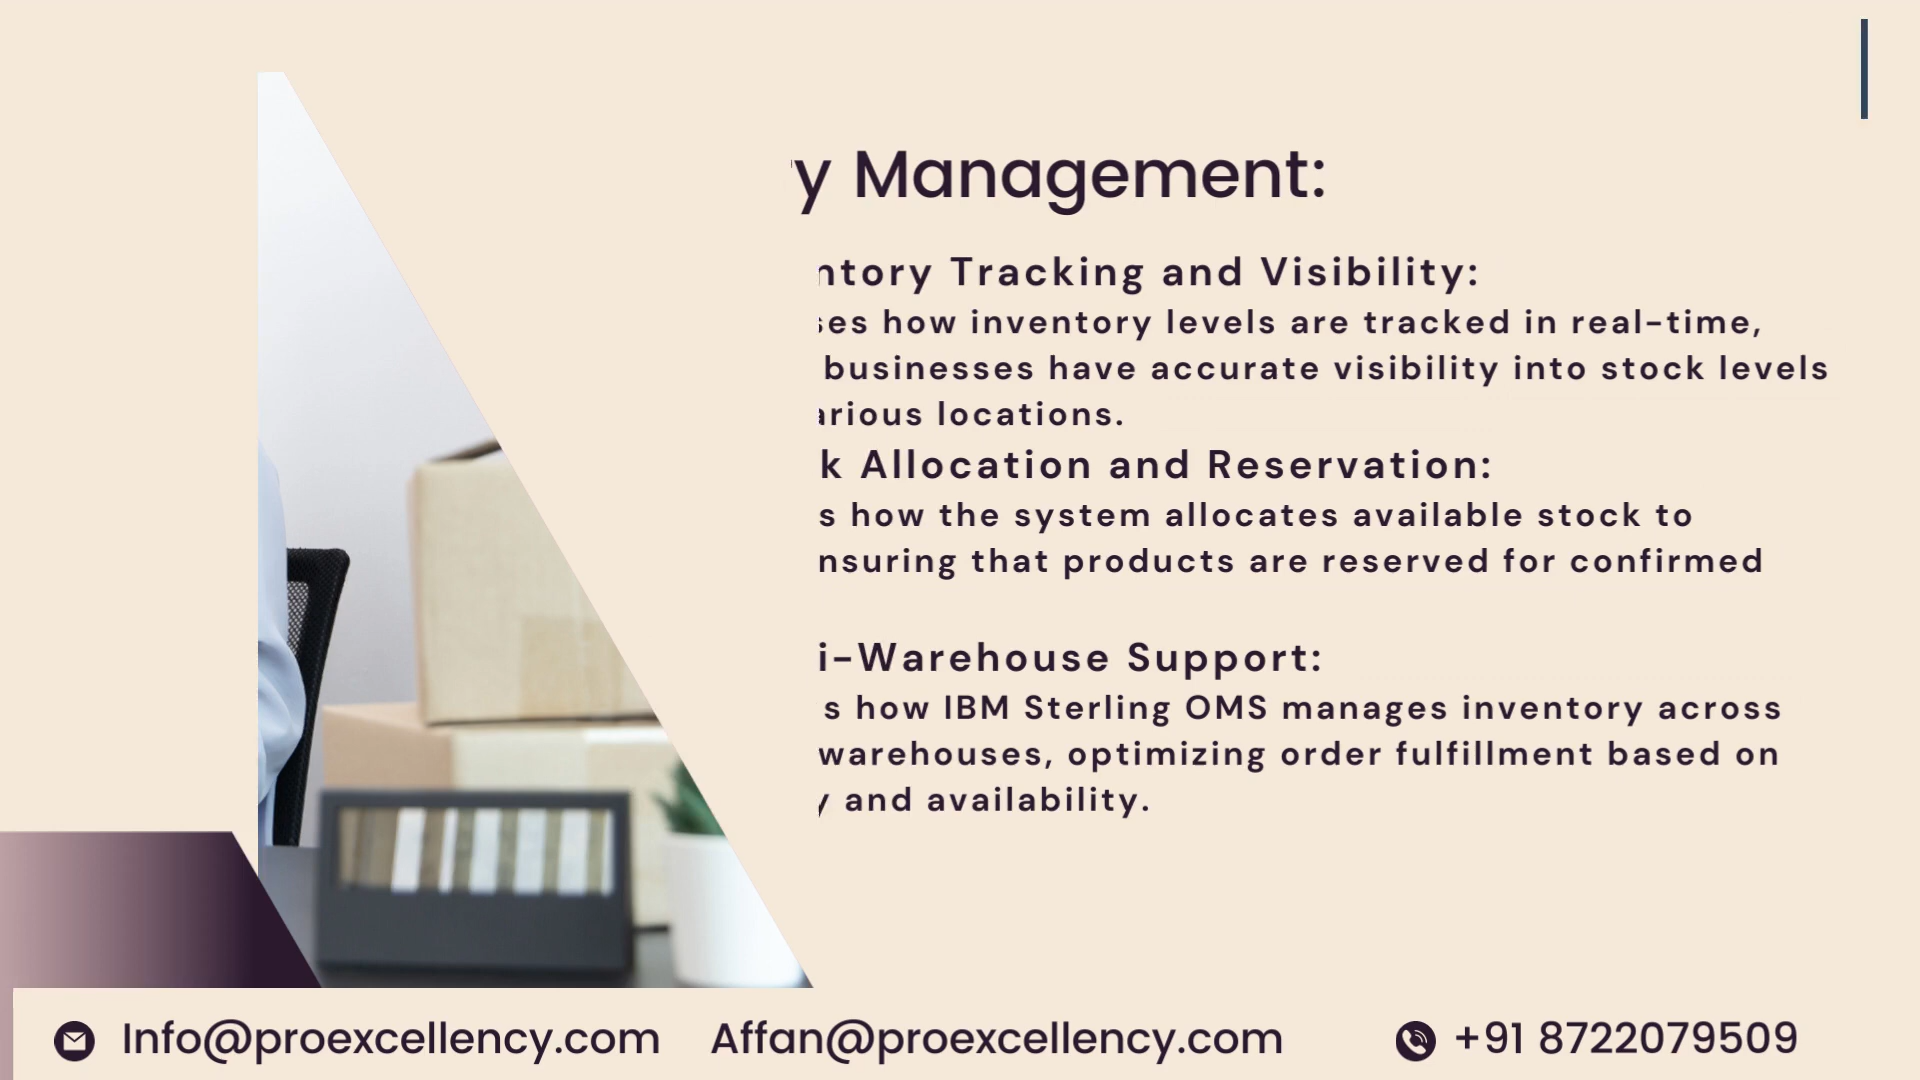 y Management:
ntory Tracking and Visibility:
ses how inventory levels are tracked in real-time,
businesses have accurate visibility into stock levels
arious locations.
k Allocation and Reservation:
s how the system allocates available stock to
nsuring that products are reserved for confirmed
i-Warehouse Support:
s how IBM Sterling OMS manages inventory across
warehouses, optimizing order fulfillment based on
y and availability.
Info@proexcellency.com Affan@proexcellency.com +91 8722079509